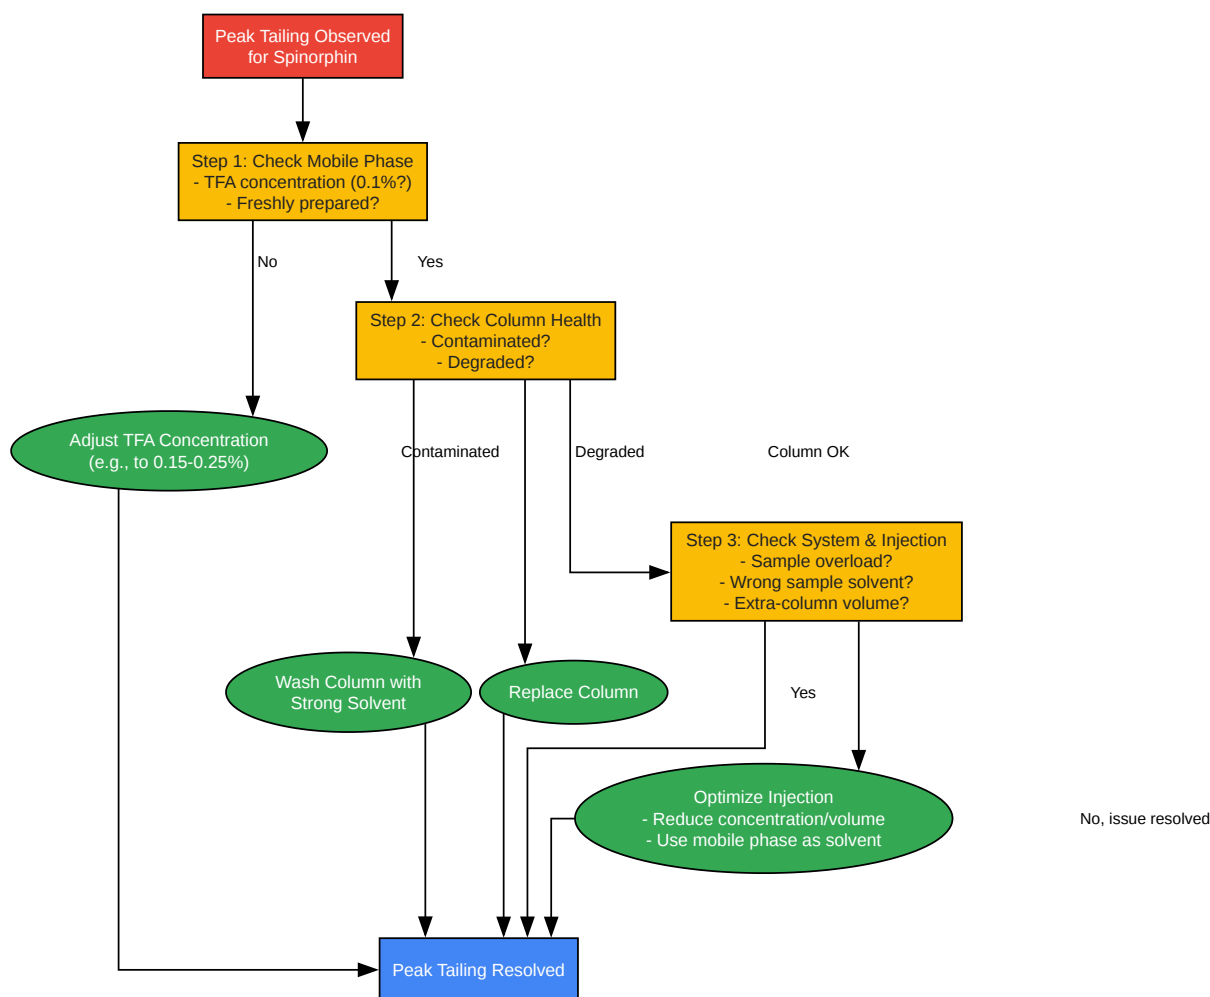 Peak Tailing Observed
for Spinorphin
Step 1: Check Mobile Phase
- TFA concentration (0.1%?)
- Freshly prepared?
No
Yes
Step 2: Check Column Health
- Contaminated?
- Degraded?
Adjust TFA Concentration
(e.g., to 0.15-0.25%)
Contaminated
Degraded
Column OK
Step 3: Check System & Injection
- Sample overload?
- Wrong sample solvent?
- Extra-column volume?
Wash Column with
Strong Solvent
Replace Column
Yes
Optimize Injection
- Reduce concentration/volume
- Use mobile phase as solvent
No, issue resolved
Peak Tailing Resolved